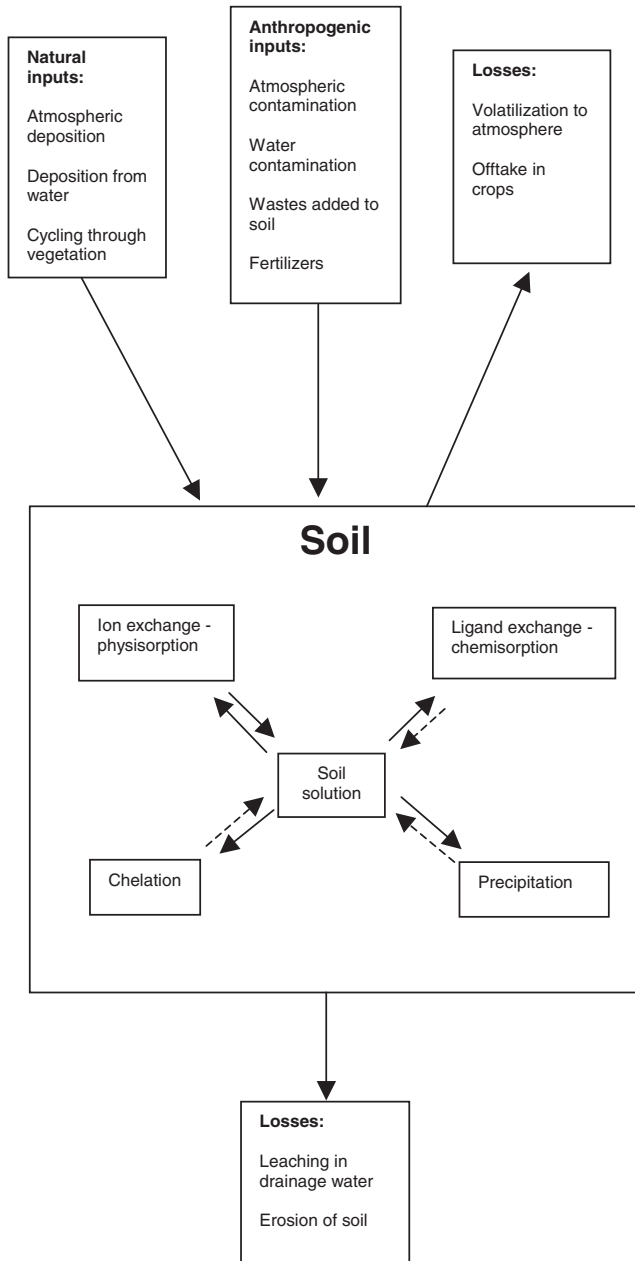 Natural
inputs:
Atmospheric
deposition
Deposition from
water
Cycling through
vegetation
Anthropogenic
inputs:
Atmospheric
contamination
Water
contamination
Wastes added to
soil
Fertilizers
Losses:
Volatilization to
atmosphere
Offtake in
crops
Soil
Ion exchange -
physisorption
Ligand exchange -
chemisorption
Soil
solution
Chelation
Precipitation
Losses:
Leaching in
drainage water
Erosion of soil